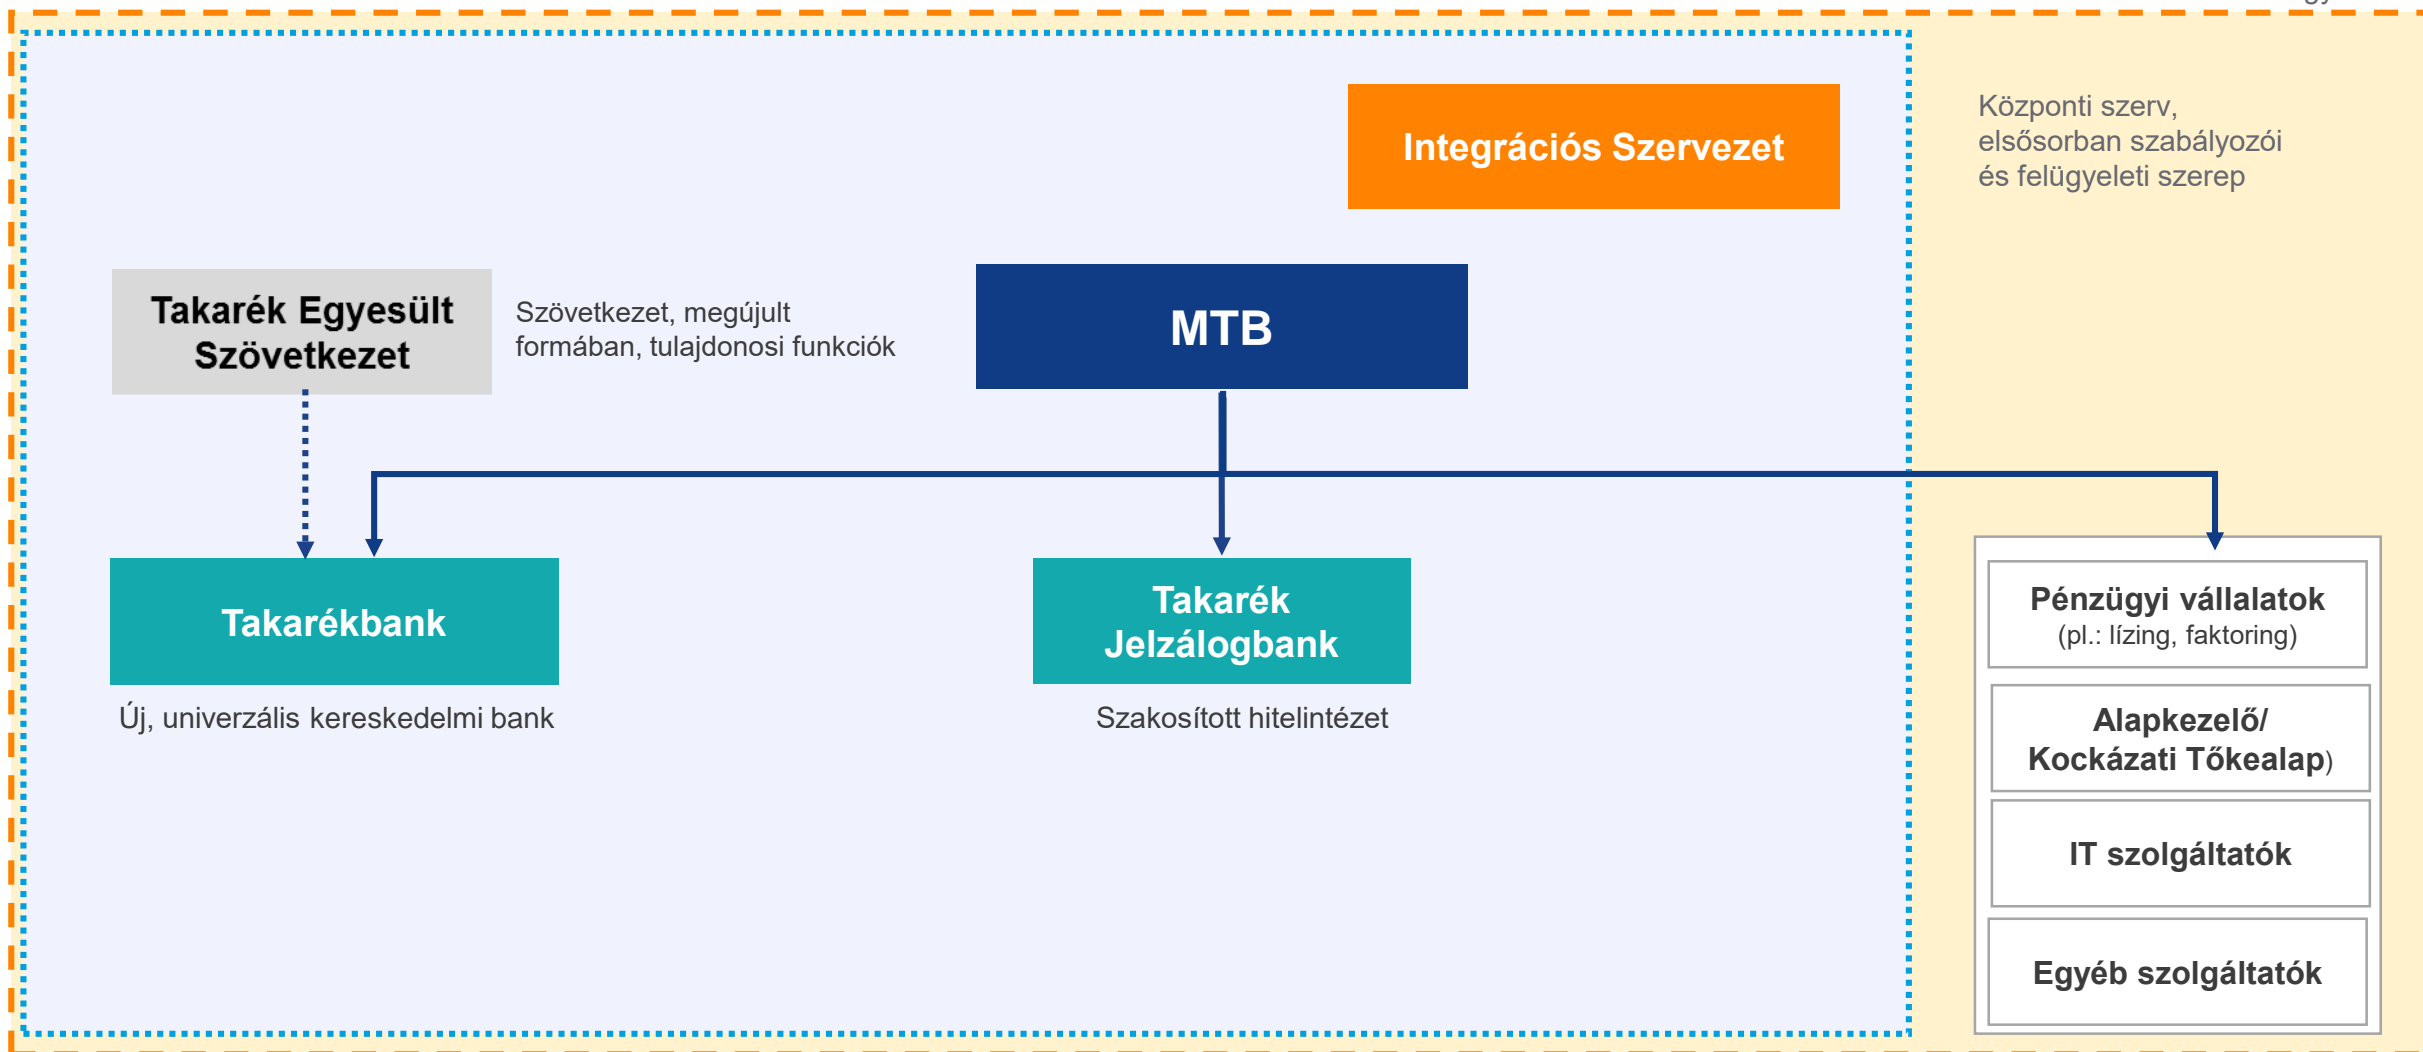 Központi szerv,
elsősorban szabályozói
és felügyeleti szerep
Integrációs Szervezet
Takarék Egyesült
Szövetkezet
Szövetkezet, megújult
formában, tulajdonosi funkciók
MTB
Takarékbank
Új, univerzális kereskedelmi bank
Takarék
Jelzálogbank
Szakosított hitelintézet
Pénzügyi vállalatok
(pl.: lízing, faktoring)
Alapkezelő/
Kockázati Tőkealap)
IT szolgáltatók
Egyéb szolgáltatók